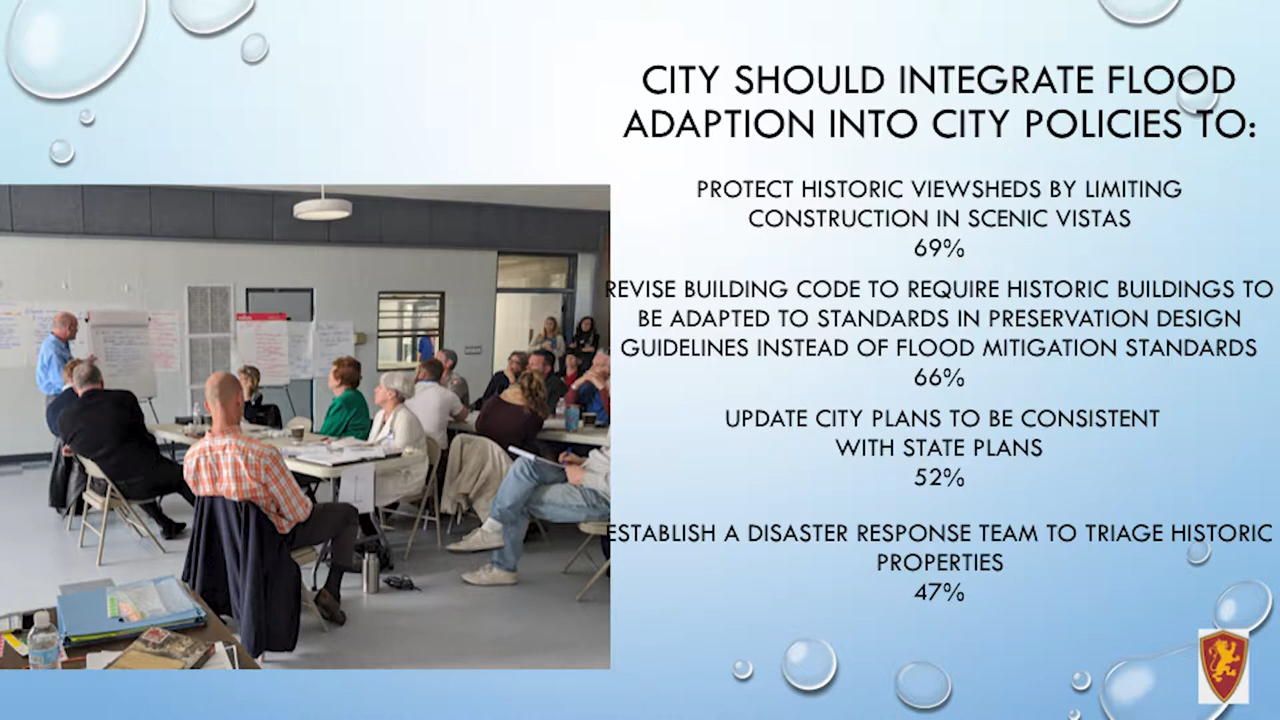 CITY SHOULD INTEGRATE FLOOD
ADAPTION INTO CITY POLICIES TO:
PROTECT HISTORIC VIEWSHEDS BY LIMITING
CONSTRUCTION IN SCENIC VISTAS
69%
REVISE BUILDING CODE TO REQUIRE HISTORIC BUILDINGS TO
BE ADAPTED TO STANDARDS IN PRESERVATION DESIGN
GUIDELINES INSTEAD OF FLOOD MITIGATION STANDARDS
66%
UPDATE CITY PLANS TO BE CONSISTENT
WITH STATE PLANS
52%
ESTABLISH A DISASTER RESPONSE TEAM TO TRIAGE HISTORIC
PROPERTIES
47%